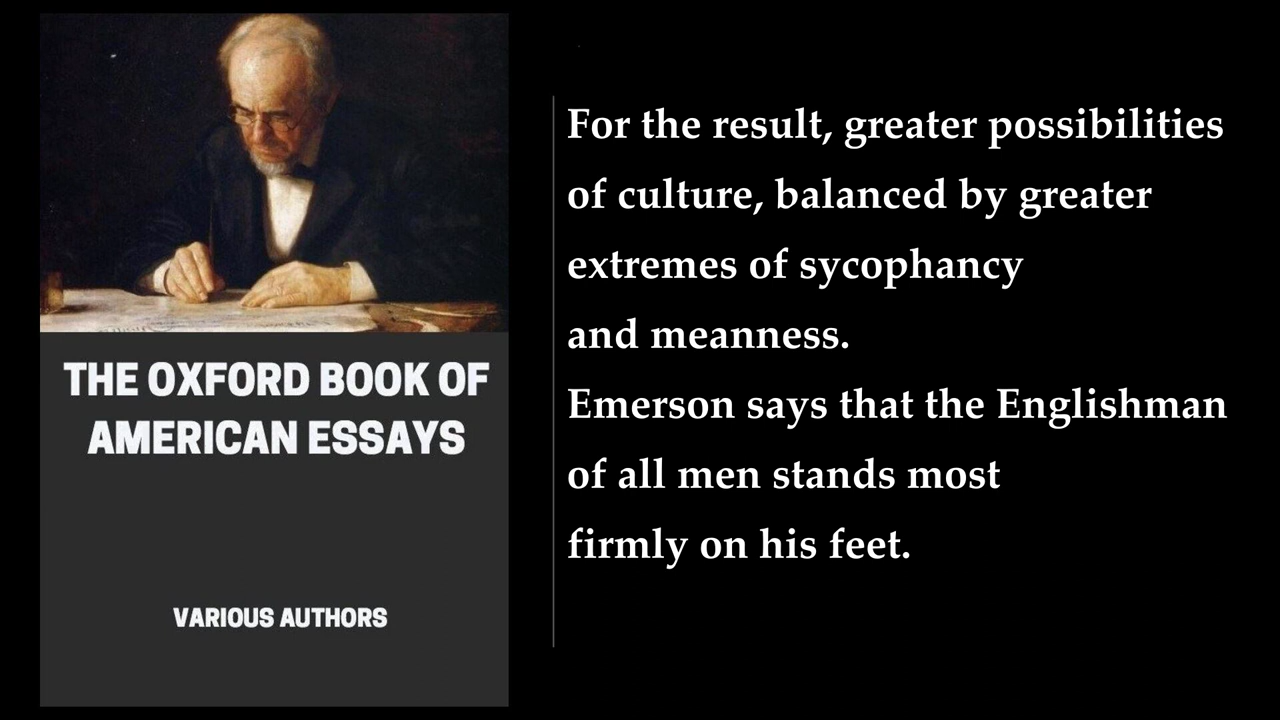 THE OXFORD BOOK OF
AMERICAN ESSAYS
VARIOUS AUTHORS
For the result, greater possibilities
of culture, balanced by greater
extremes of sycophancy
and meanness.
Emerson says that the Englishman
of all men stands most
firmly on his feet.